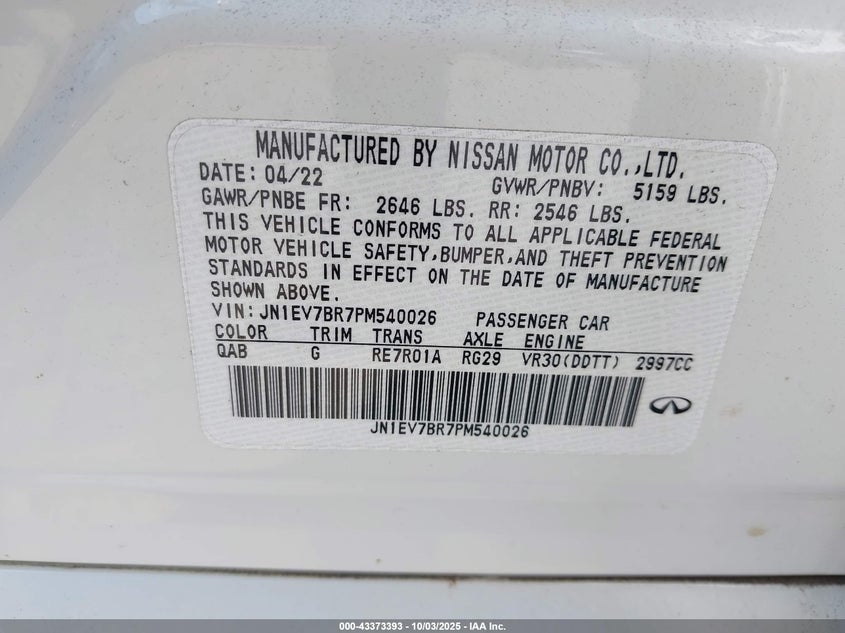 MANUFACTURED BY NISSAN MOTOR CO.,LTD.
DATE: 04/22 GVWR/PNBV: 5159 LBS.
GAWR/PNBE FR: 2646 LBS. RR: 2546 LBS.
THIS VEHICLE CONFORMS TO ALL APPLICABLE FEDERAL
MOTOR VEHICLE SAFETY,BUMPER,AND THEFT PREVENTION
STANDARDS IN EFFECT ON THE DATE OF MANUFACTURE
SHOWN ABOVE.
VIN:JN1EV7BR7PM540026 PASSENGER CAR
COLOR TRIM TRANS AXLE ENGINE
QAB G RE7R01A RG29 VR30(DDTT) 2997CC
JN1EV7BR7PM540026
000-43373393 - 10/03/2025 - IAA Inc.